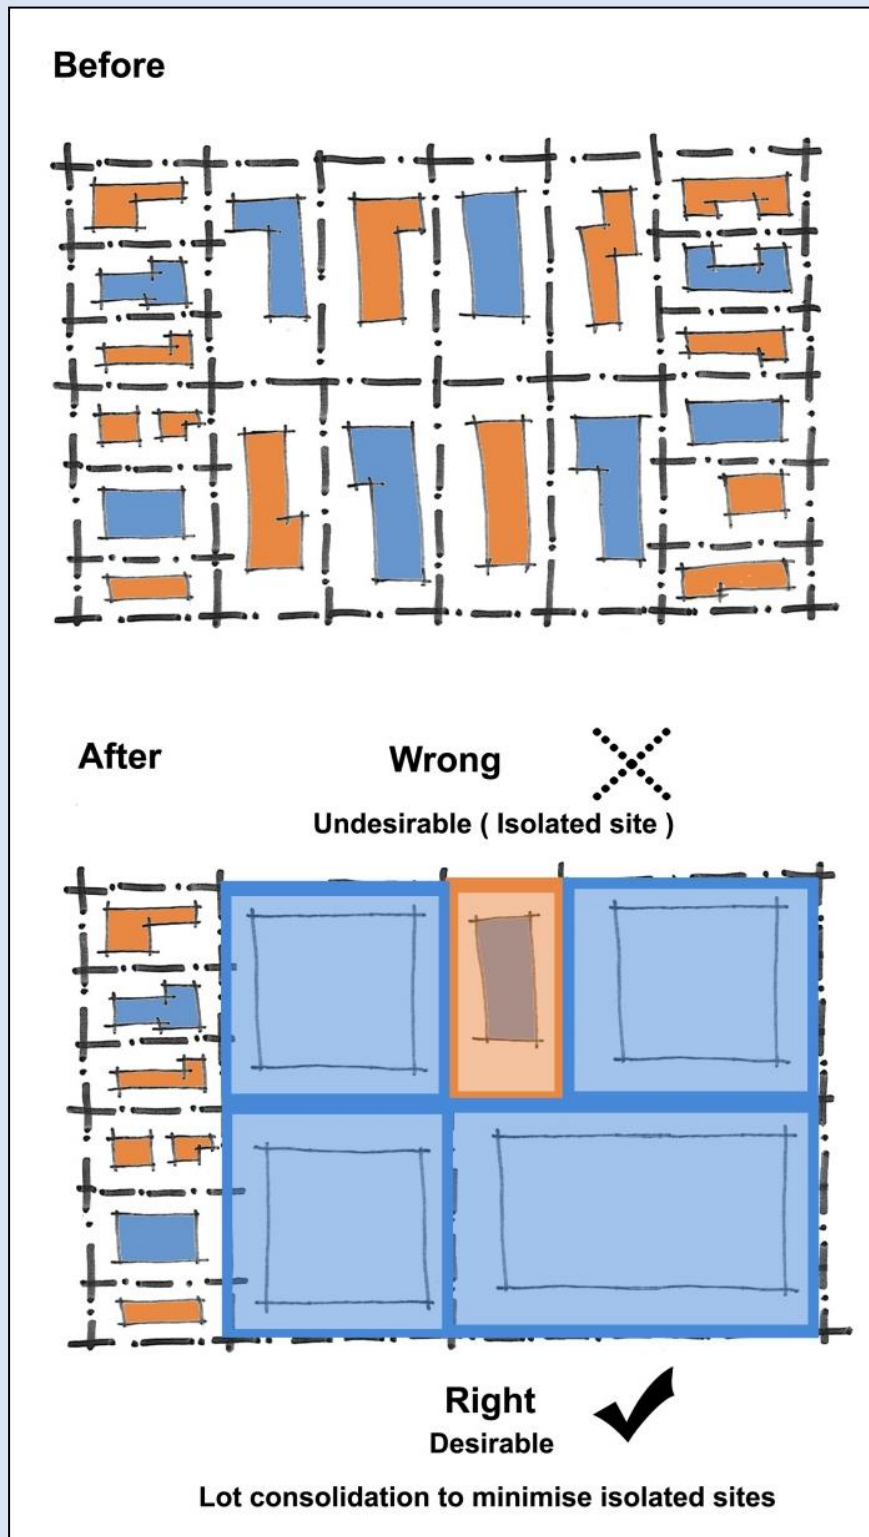 Before
After
Wrong
Undesirable ( Isolated site )
Right
Desirable
Lot consolidation to minimise isolated sites